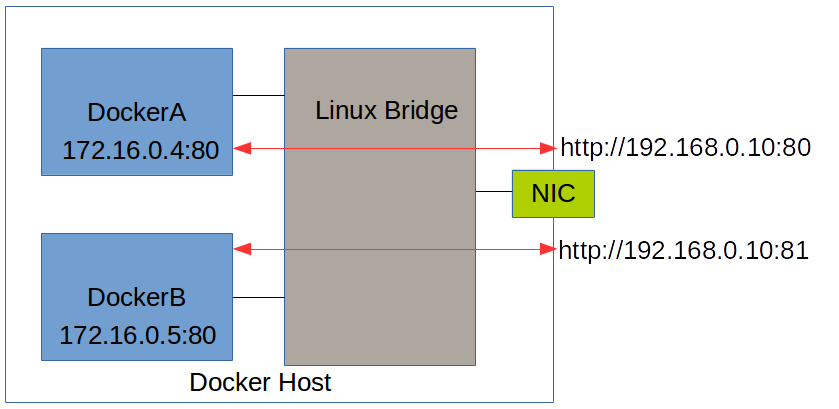 DockerA
172.16.0.4:80
Linux Bridge
http://192.168.0.10:80
NIC
http://192.168.0.10:81
DockerB
172.16.0.5:80
Docker Host